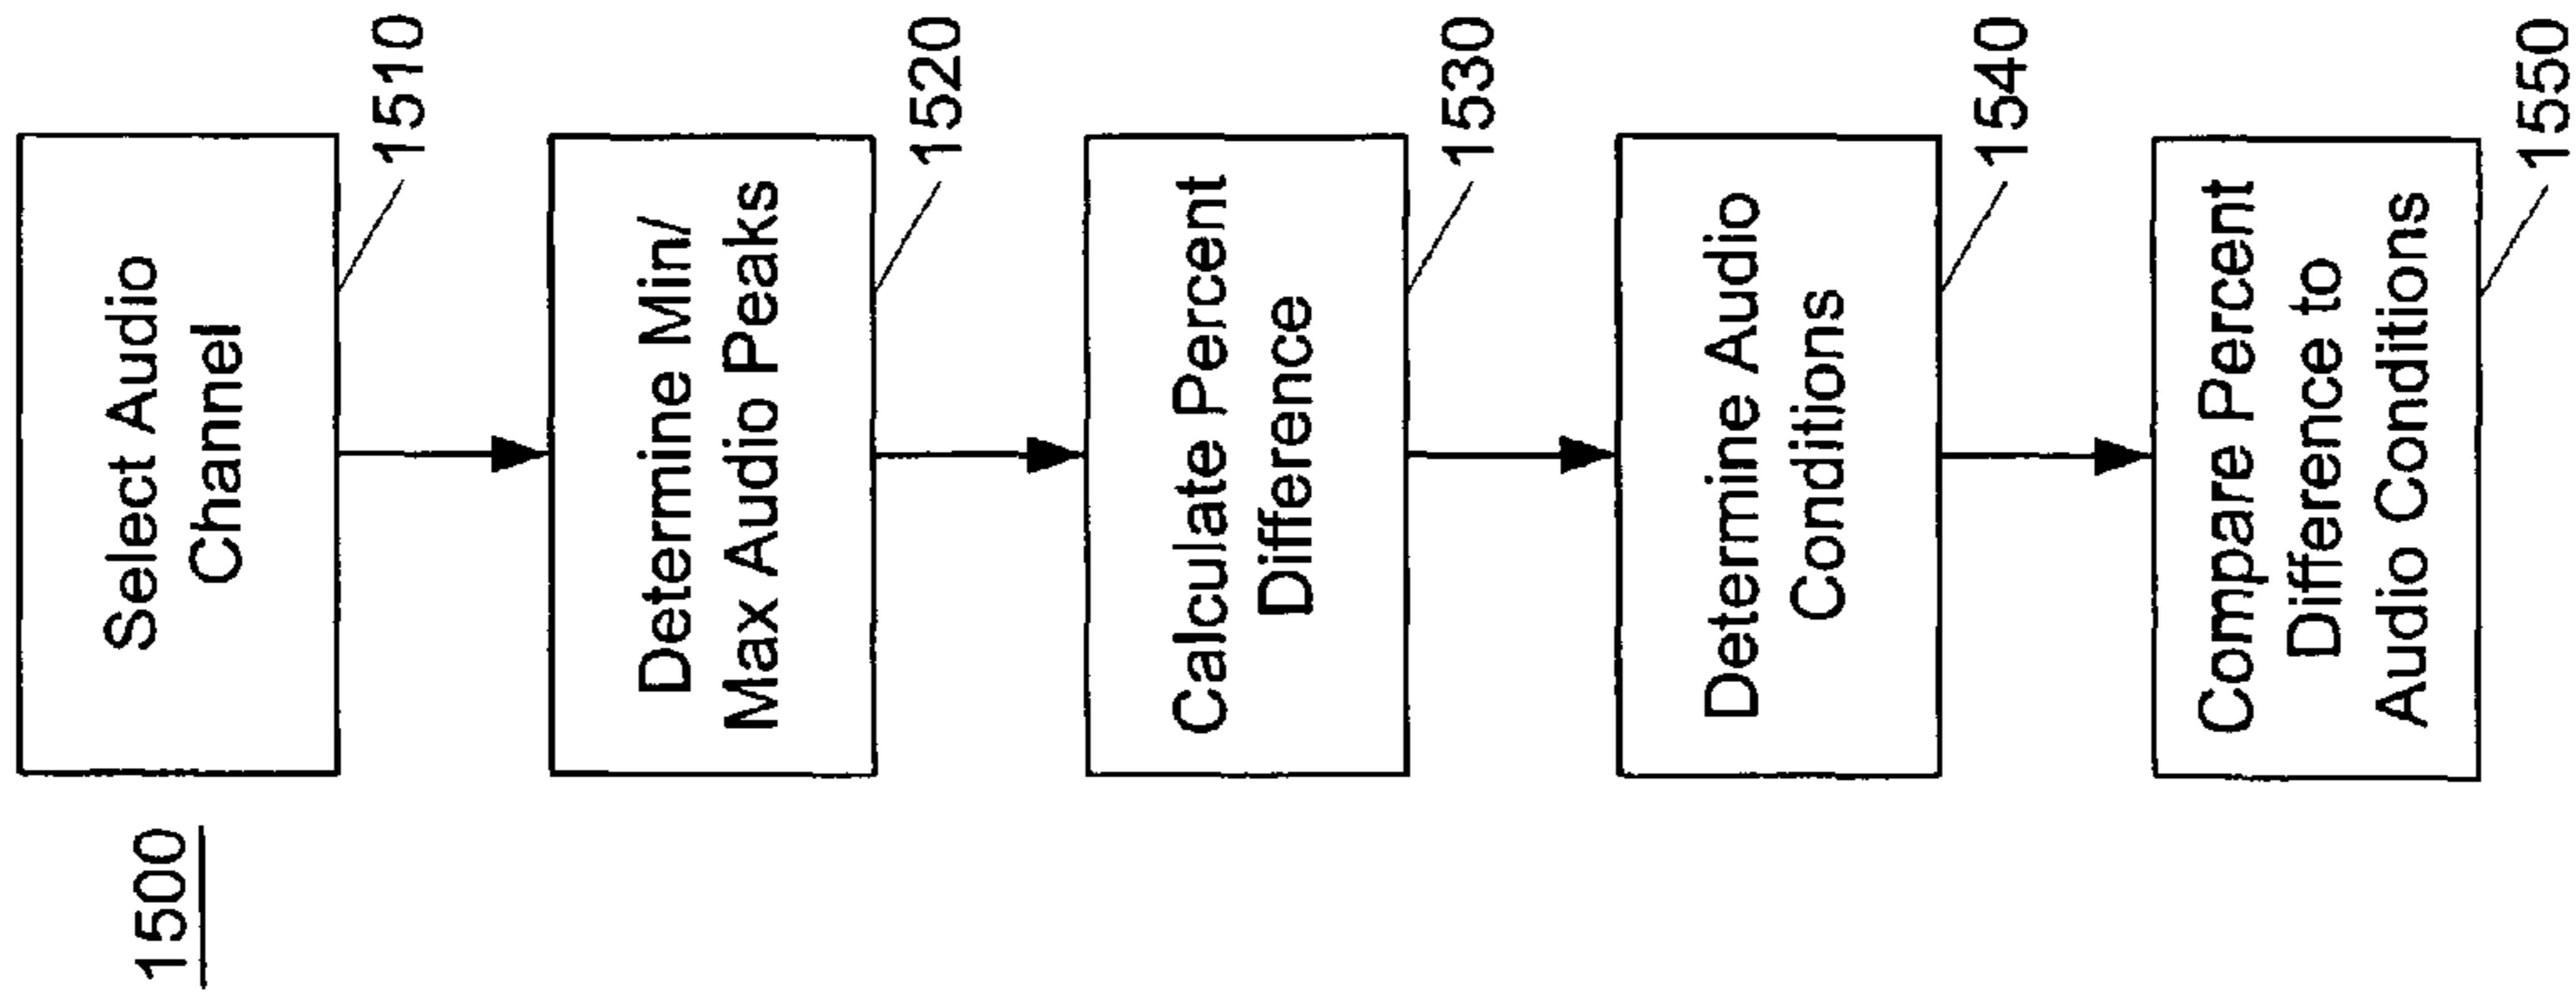 1500
Select Audio
Channel
1510
Determine Min/
Max Audio Peaks
1520
Calculate Percent
Difference
1530
Determine Audio
Conditions
1540
Compare Percent
Difference to
Audio Conditions
1550